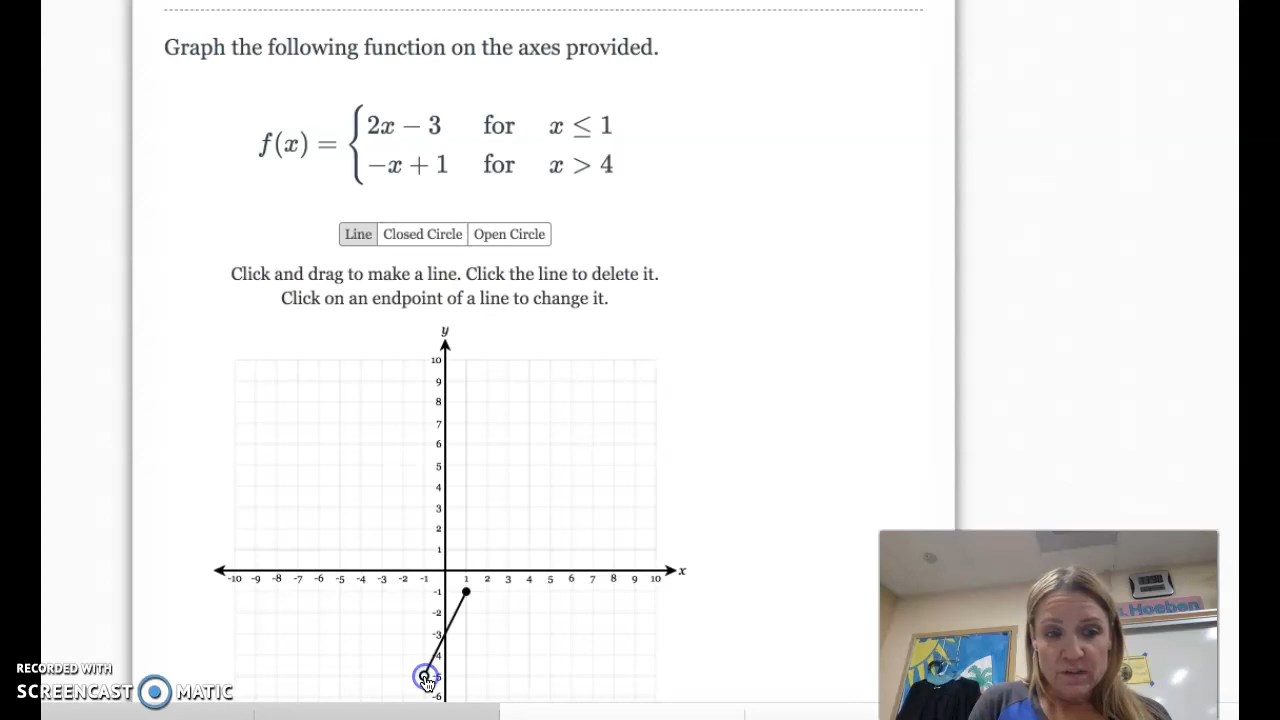 Graph the following function on the axes provided.
f(x) = { 2x − 3 for x ≤ 1
−x + 1 for x > 4
Line Closed Circle Open Circle
Click and drag to make a line. Click the line to delete it.
Click on an endpoint of a line to change it.
y
10
9
8
7
6
5
4
3
2
1
-10 -9 -8 -7 -6 -5 -4 -3 -2 -1 1 2 3 4 5 6 7 8 9 10 x
-1
-2
-3
-6
Hoeben
RECORDED WITH
SCREENCAST MATIC